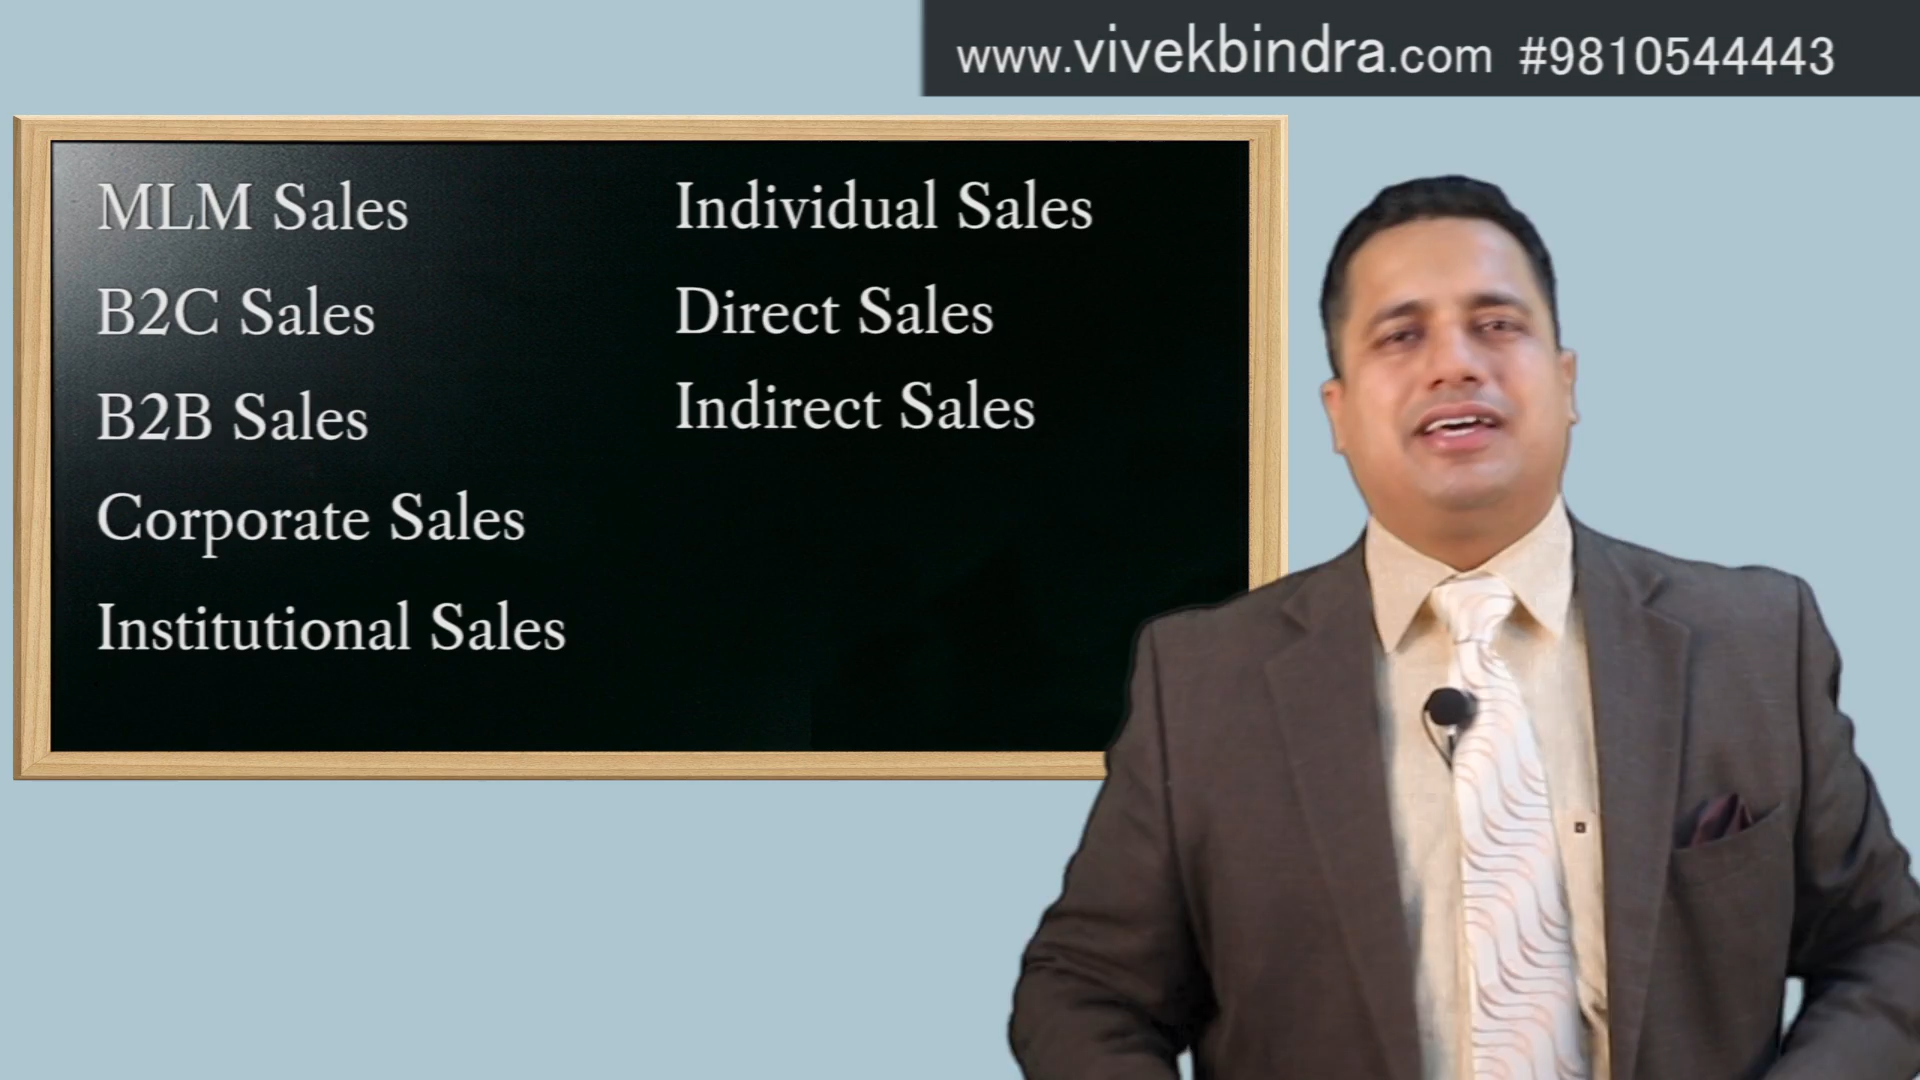 www.vivekbindra.com #9810544443
MLM Sales
B2C Sales
B2B Sales
Corporate Sales
Institutional Sales
Individual Sales
Direct Sales
Indirect Sales